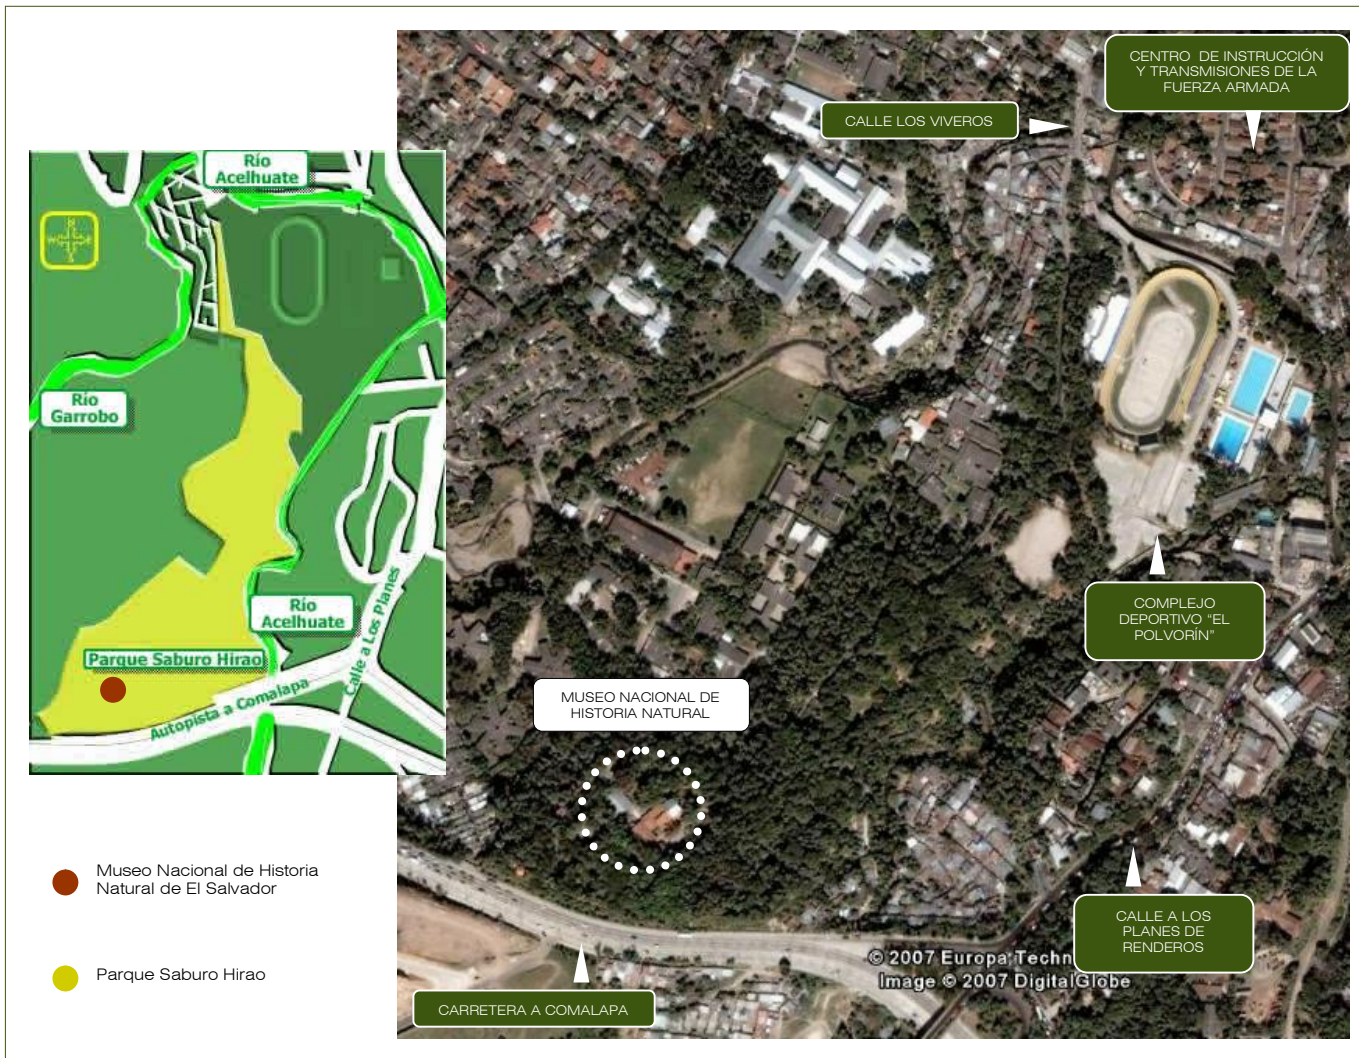 CENTRO DE INSTRUCCIÓN
Y TRANSMISIONES DE LA
FUERZA ARMADA
CALLE LOS VIVEROS
Río
Acelhuate
Río
Garrobo
Río
Acelhuate
Parque Saburo Hirao
Autopista a Comalapa
Calle a Los Planes
COMPLEJO
DEPORTIVO “EL
POLVORÍN”
MUSEO NACIONAL DE
HISTORIA NATURAL
Museo Nacional de Historia
Natural de El Salvador
Parque Saburo Hirao
CALLE A LOS
PLANES DE
RENDEROS
© 2007 Europa Techn
Image © 2007 DigitalGlobe
CARRETERA A COMALAPA